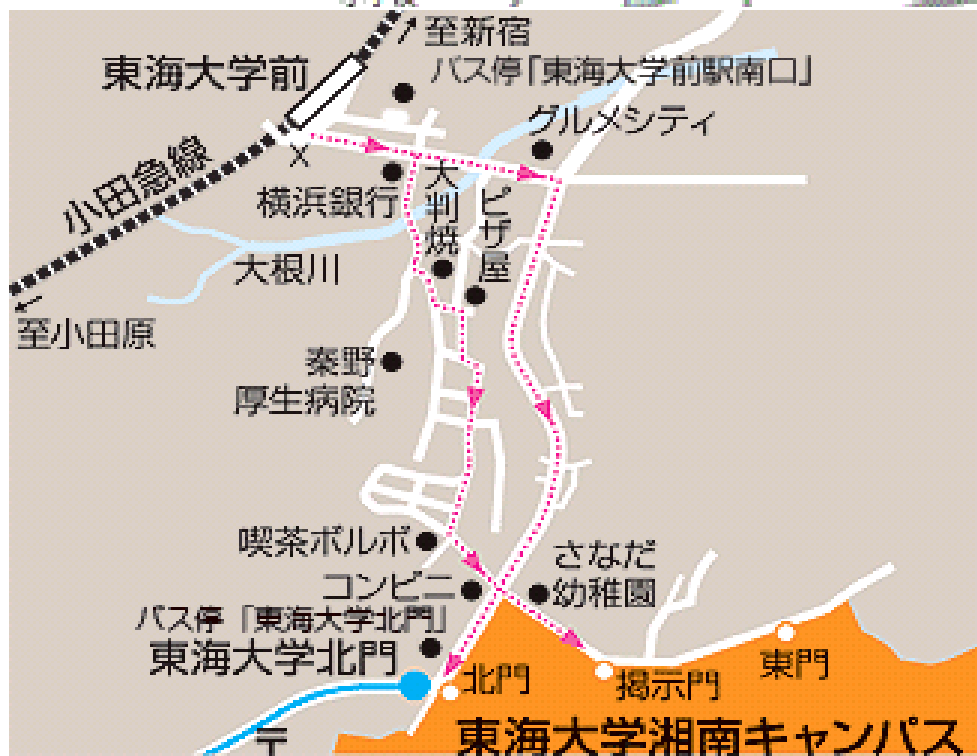 至新宿
東海大学前
バス停「東海大学前駅南口」
グルメシティ
小田急線
横浜銀行
大判焼
ピザ屋
大根川
至小田原
秦野
厚生病院
喫茶ボルボ
さなだ
幼稚園
コンビニ
バス停「東海大学北門」
東海大学北門
北門
掲示門
東門
〒
東海大学湘南キャンパス